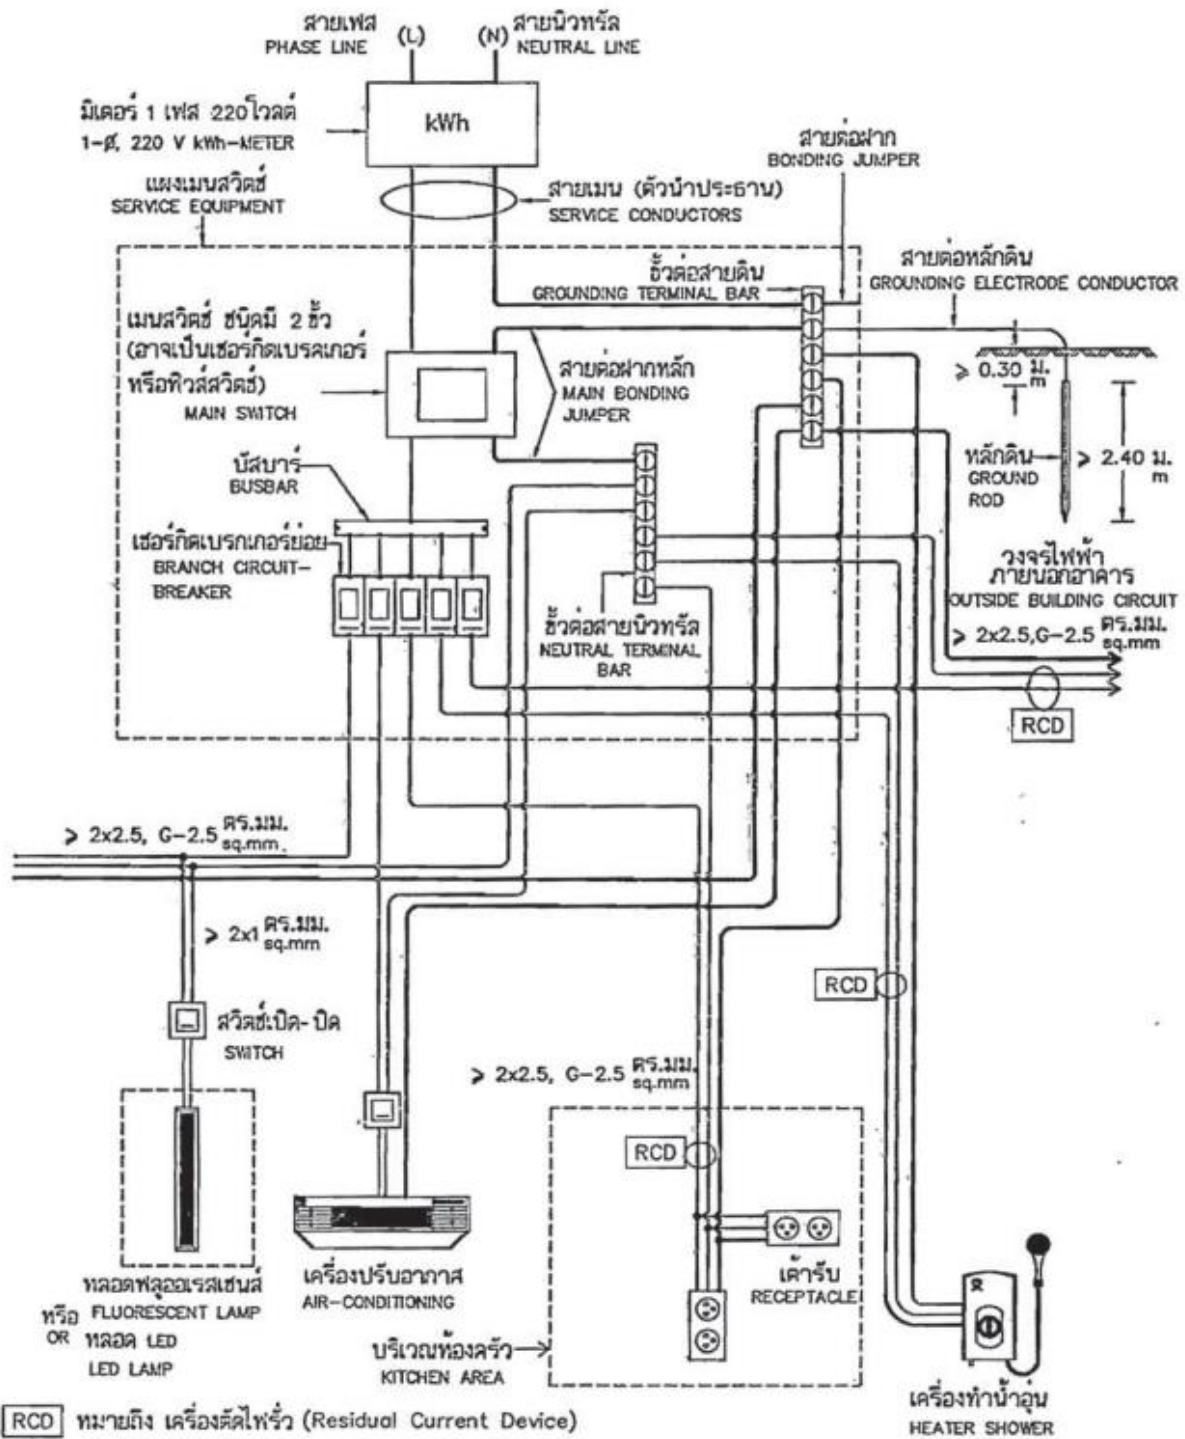 สายเฟส
PHASE LINE
(L)
(N)
สายนิวทรัล
NEUTRAL LINE
มิเตอร์ 1 เฟส 220 โวลต์
1-Ø, 220 V kWh-METER
kWh
สายต่อฝาก
BONDING JUMPER
แผงเมนสวิตช์
SERVICE EQUIPMENT
สายเมน (ตัวนำประธาน)
SERVICE CONDUCTORS
ขั้วต่อสายดิน
GROUNDING TERMINAL BAR
สายต่อหลักดิน
GROUNDING ELECTRODE CONDUCTOR
เมนสวิตช์ ชนิดมี 2 ขั้ว
(อาจเป็นเซอร์กิตเบรคเกอร์
หรือฟิวส์สวิตช์)
MAIN SWITCH
สายต่อฝากหลัก
MAIN BONDING
JUMPER
⩾ 0.30 ม.
m
หลักดิน
GROUND
ROD
⩾ 2.40 ม.
m
บัสบาร์
BUSBAR
เซอร์กิตเบรกเกอร์ย่อย
BRANCH CIRCUIT-
BREAKER
ขั้วต่อสายนิวทรัล
NEUTRAL TERMINAL
BAR
วงจรไฟฟ้า
ภายนอกอาคาร
OUTSIDE BUILDING CIRCUIT
⩾ 2x2.5,G-2.5 ตร.มม.
sq.mm
RCD
⩾ 2x2.5, G-2.5 ตร.มม.
sq.mm.
⩾ 2x1 ตร.มม.
sq.mm
สวิตช์เปิด-ปิด
SWITCH
RCD
⩾ 2x2.5, G-2.5 ตร.มม.
sq.mm
RCD
เต้ารับ
RECEPTACLE
หลอดฟลูออเรสเซนส์
FLUORESCENT LAMP
หรือ
OR
หลอด LED
LED LAMP
เครื่องปรับอากาศ
AIR-CONDITIONING
บริเวณห้องครัว
KITCHEN AREA
เครื่องทำน้ำอุ่น
HEATER SHOWER
RCD หมายถึง เครื่องตัดไฟรั่ว (Residual Current Device)